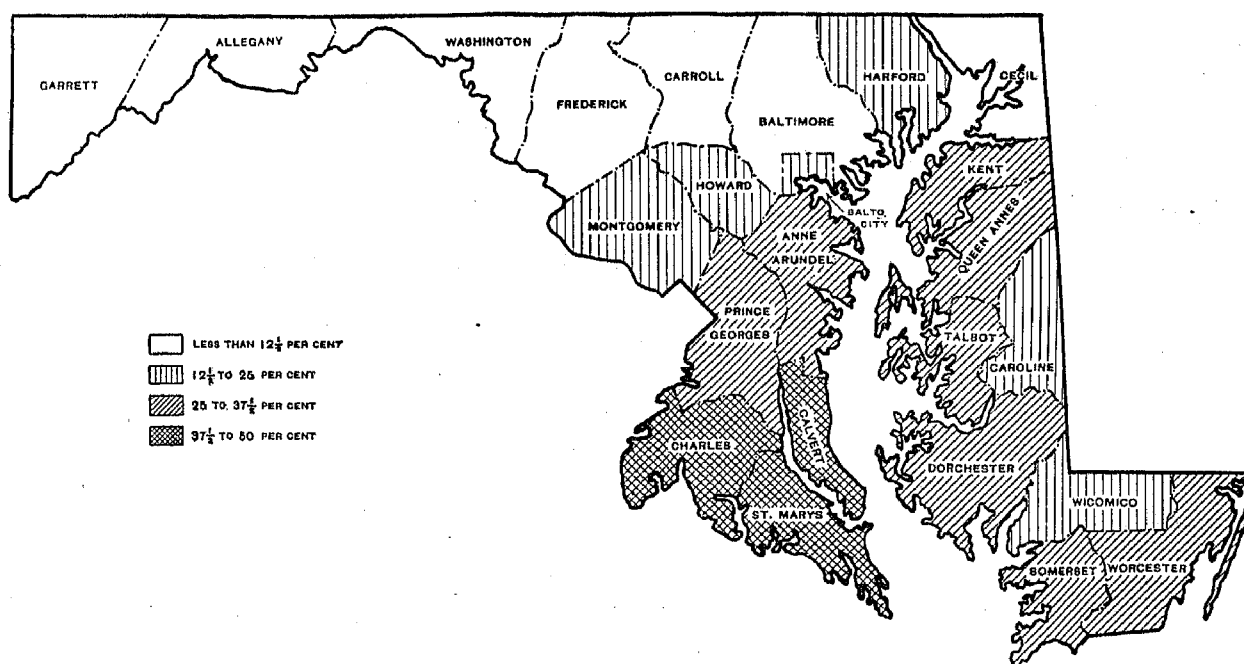 ALLEGANY
WASHINGTON
GARRETT
CARROLL
HARFORD
CECIL
FREDERICK
BALTIMORE
KENT
HOWARD
MONTGOMERY
BALTO.
CITY
ANNE
ARUNDEL
QUEEN ANNES
PRINCE
GEORGES
TALBOT
CAROLINE
LESS THAN 12½ PER CENT
12½ TO 25 PER CENT
25 TO 37½ PER CENT
37½ TO 50 PER CENT
CALVERT
CHARLES
DORCHESTER
ST. MARYS
WICOMICO
SOMERSET
WORCESTER